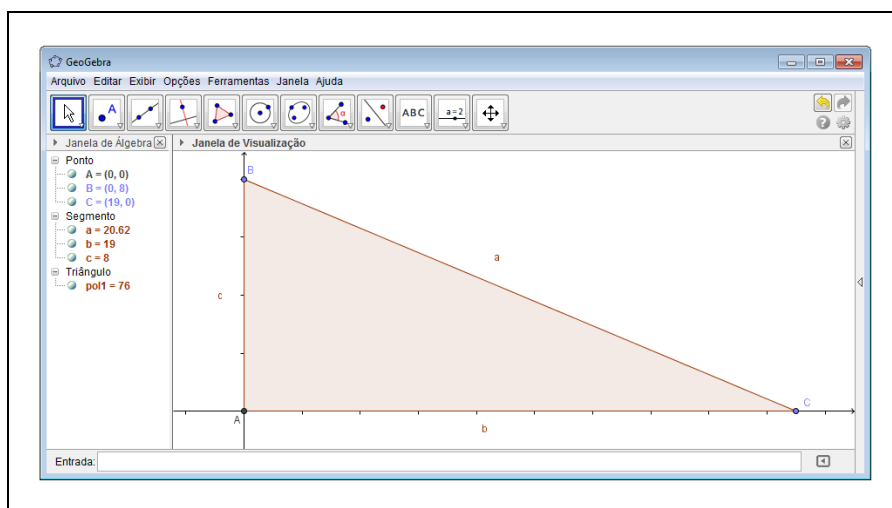 GeoGebra
Arquivo Editar Exibir Opções Ferramentas Janela Ajuda
A
α
ABC
a=2
Janela de Álgebra
Janela de Visualização
Ponto
A = (0, 0)
B = (0, 8)
C = (19, 0)
Segmento
a = 20.62
b = 19
c = 8
Triângulo
pol1 = 76
B
a
c
C
A
b
Entrada: